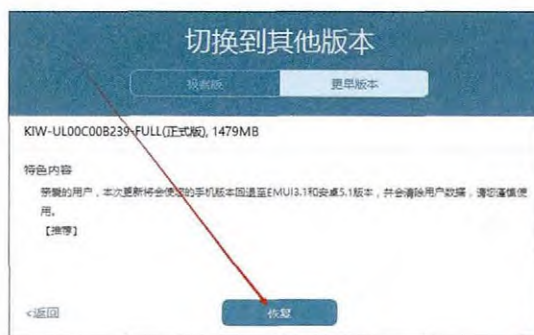 切换到其他版本
更早版本
KIW-UL00C00B239-FULL(正式版), 1479MB
特色内容
亲爱的用户，本次更新将会使您的手机版本回退至EMUI3.1和安卓5.1版本，并会清除用户数据，请您谨慎使
用。
【推荐】
<返回
恢复